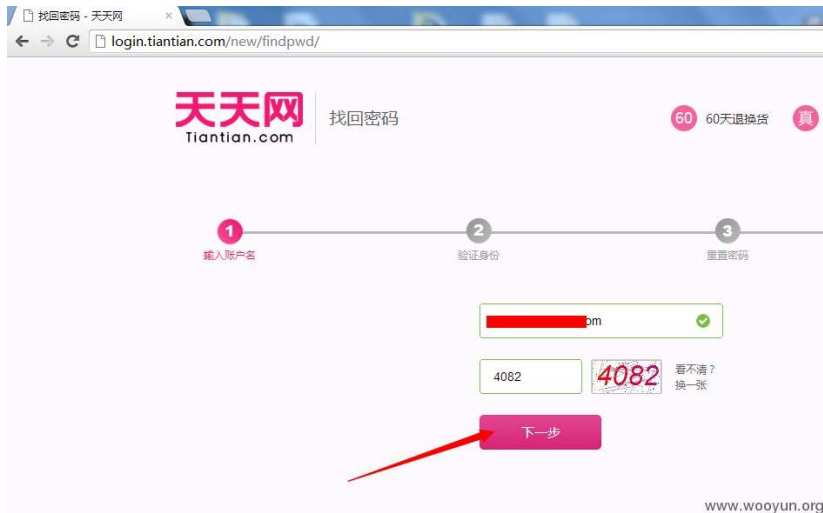 找回密码 - 天天网
login.tiantian.com/new/findpwd/
天天网
Tiantian.com
找回密码
60 60天退换货 真
1 2 3
输入账户名 验证身份 重置密码
om
4082 4082 看不清？
换一张
下一步
www.wooyun.org